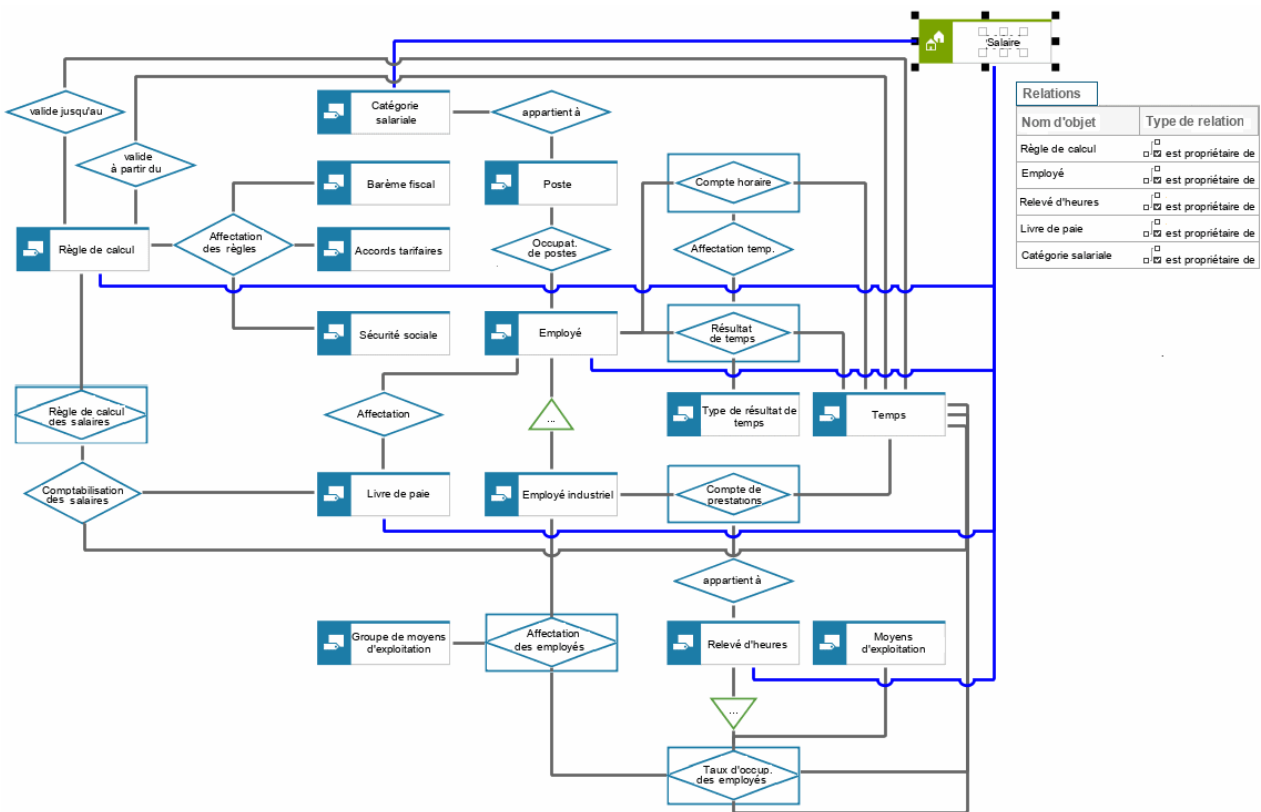 Salaire
Relations
Nom d'objet
Type de relation
Règle de calcul
est propriétaire de
Employé
est propriétaire de
Relevé d'heures
est propriétaire de
Livre de paie
est propriétaire de
Catégorie salariale
est propriétaire de
valide jusqu'au
Catégorie
salariale
appartient à
valide
à partir du
Barème fiscal
Poste
Compte horaire
Règle de calcul
Affectation
des règles
Accords tarifaires
Occupat.
de postes
Affectation temp.
Sécurité sociale
Employé
Résultat
de temps
Règle de calcul
des salaires
Affectation
...
Type de résultat de
temps
Temps
Comptabilisation
des salaires
Livre de paie
Employé industriel
Compte de
prestations
appartient à
Groupe de moyens
d'exploitation
Affectation
des employés
Relevé d'heures
Moyens
d'exploitation
...
Taux d'occup.
des employés